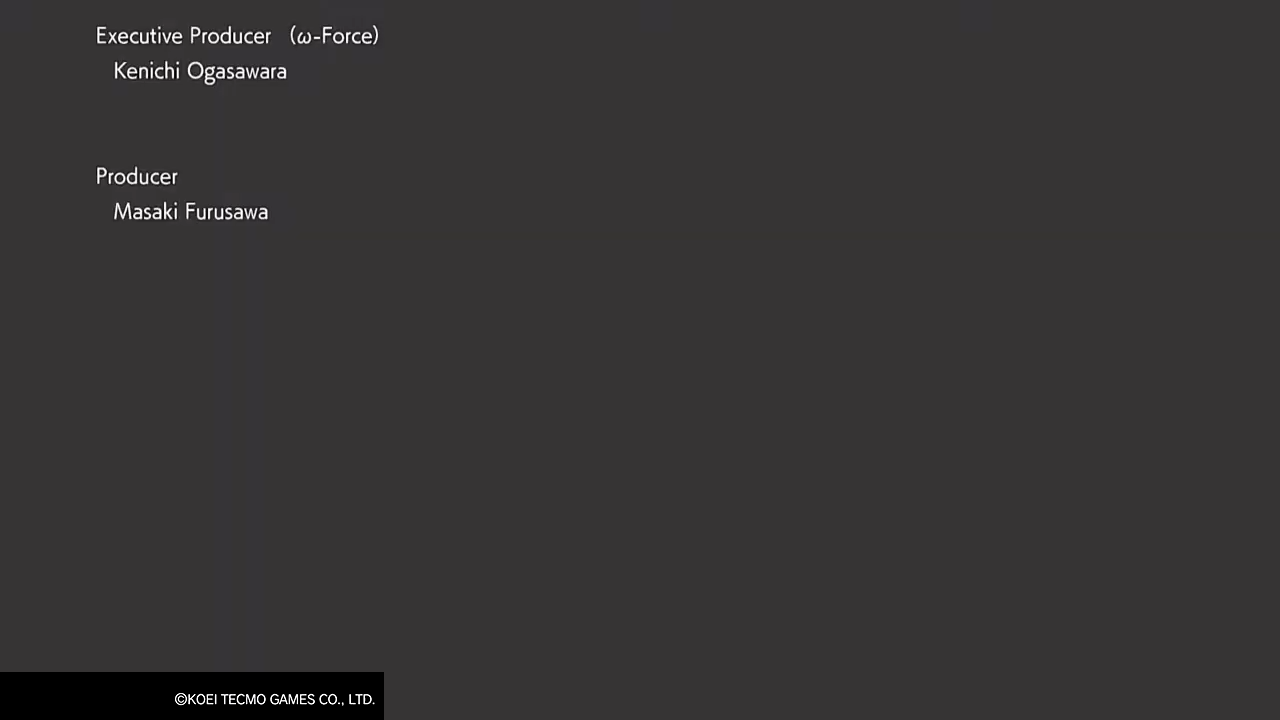 Executive Producer (ω-Force)
Kenichi Ogasawara
Producer
Masaki Furusawa
©KOEI TECMO GAMES CO., LTD.